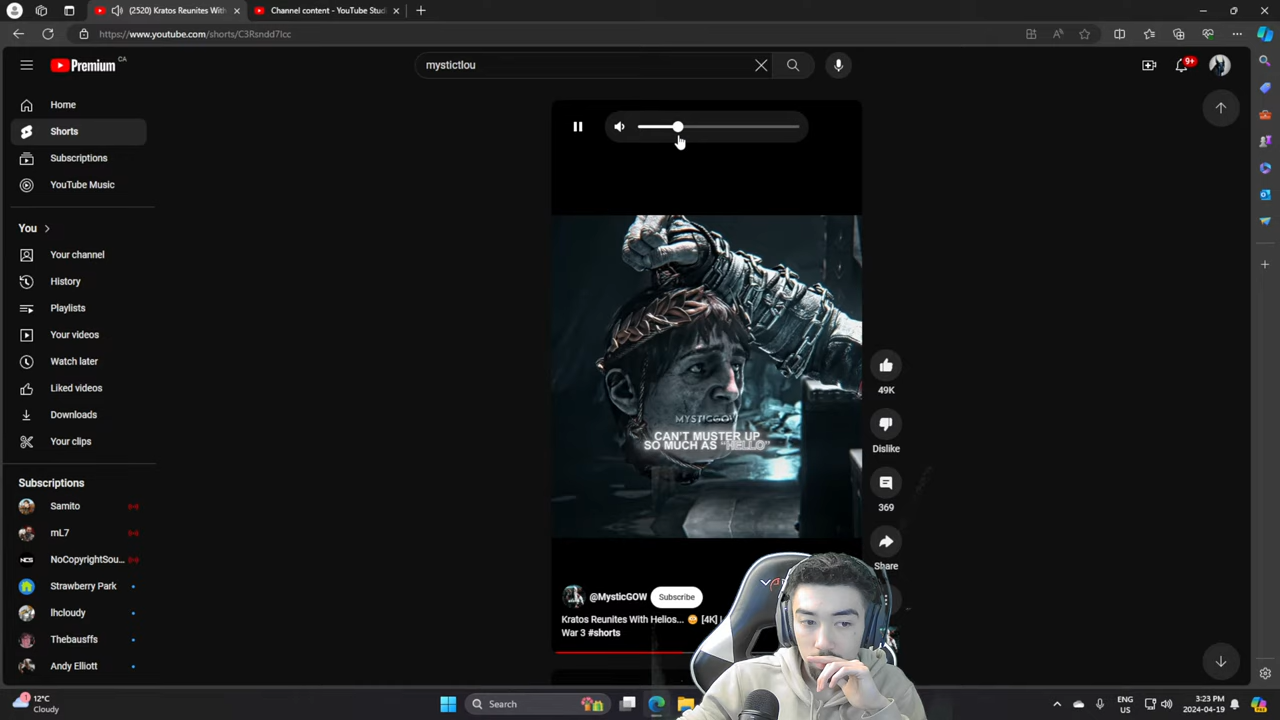 (2520) Kratos Reunites With
Channel content - YouTube Stud
https://www.youtube.com/shorts/C3Rsndd7lcc
Premium CA
mystictlou
9+
Home
Shorts
Subscriptions
YouTube Music
You
Your channel
History
Playlists
Your videos
Watch later
Liked videos
Downloads
Your clips
Subscriptions
Samito
mL7
NCS
NoCopyrightSou...
Strawberry Park
lhcloudy
Thebausffs
Andy Elliott
MYSTICGOW
CAN'T MUSTER UP
SO MUCH AS "HELLO"
49K
Dislike
369
Share
@MysticGOW
Subscribe
Kratos Reunites With Helios... 😳 [4K]
War 3 #shorts
1
12°C
Cloudy
Search
ENG
US
3:23 PM
2024-04-19